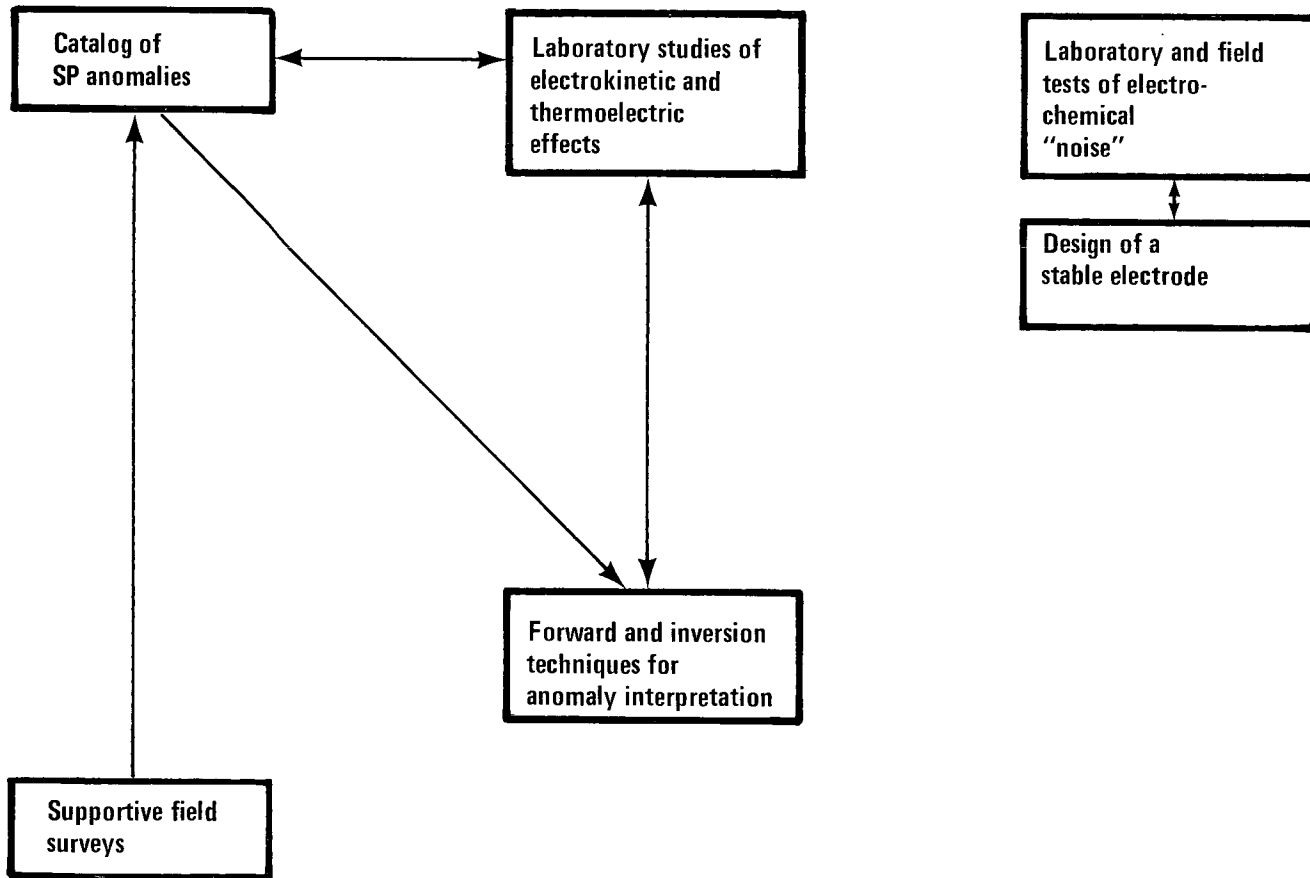 Catalog of
SP anomalies
Laboratory studies of
electrokinetic and
thermoelectric
effects
Laboratory and field
tests of electro-
chemical
“noise”
Design of a
stable electrode
Forward and inversion
techniques for
anomaly interpretation
Supportive field
surveys